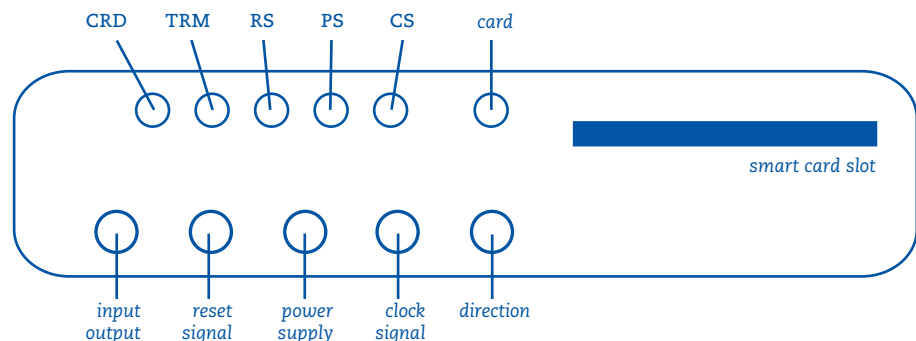 CRD TRM RS PS CS card
smart card slot
input reset power clock direction
output signal supply signal